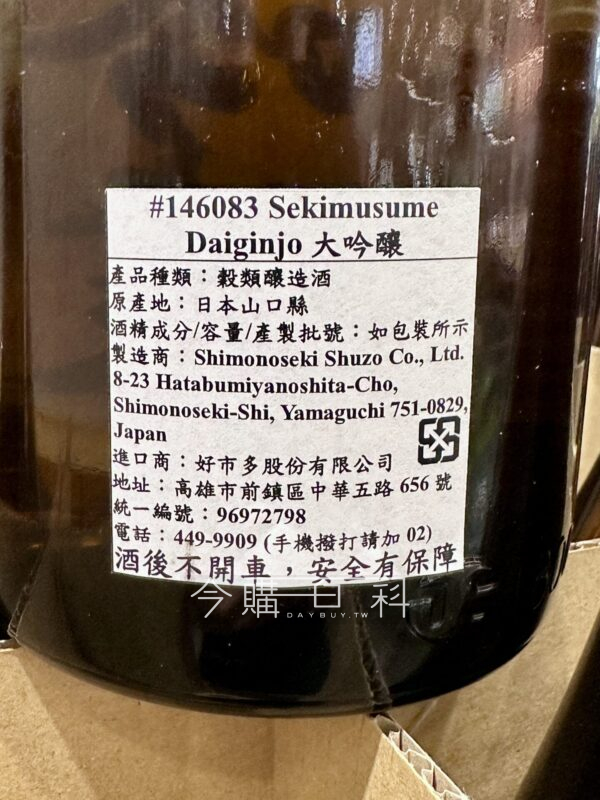 #146083 Sekimusume
Daiginjo 大吟釀
產品種類：穀類釀造酒
原產地：日本山口縣
酒精成分/容量/產製批號：如包裝所示
製造商：Shimonoseki Shuzo Co., Ltd.
8-23 Hatabumiyanoshita-Cho,
Shimonoseki-Shi, Yamaguchi 751-0829,
Japan
進口商：好市多股份有限公司
地址：高雄市前鎮區中華五路 656 號
統一編號：96972798
電話：449-9909 (手機撥打請加 02)
酒後不開車，安全有保障
今購百科
DAYBUY.TW